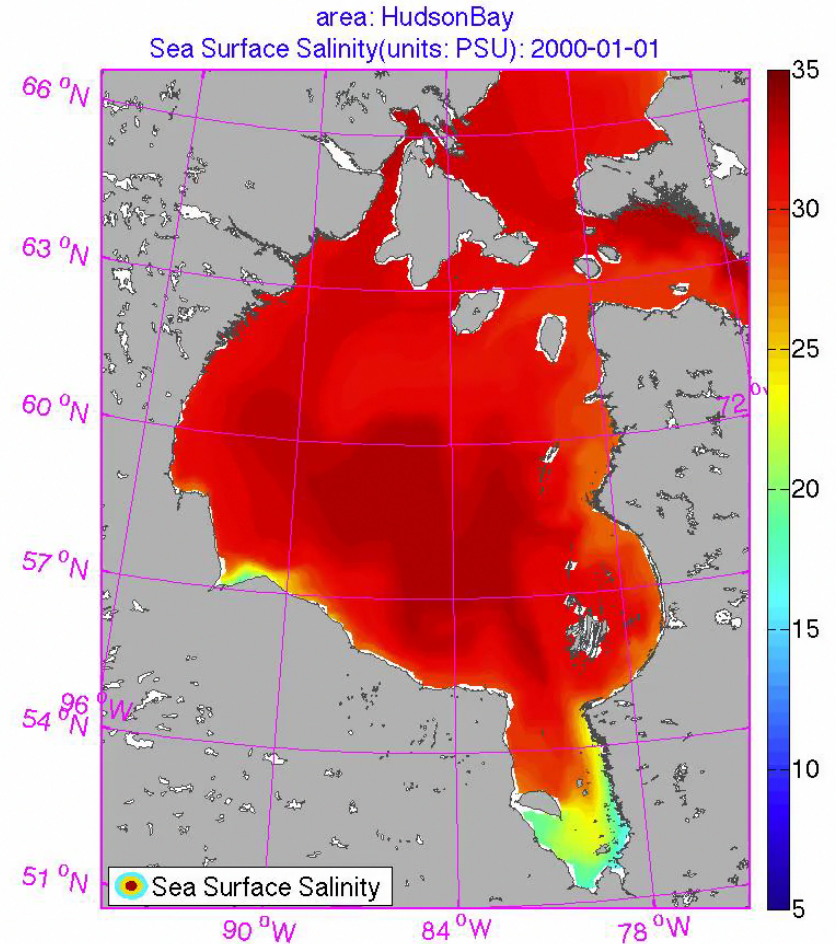 area: HudsonBay
Sea Surface Salinity(units: PSU): 2000-01-01
66 °N
63 °N
60 °N
57 °N
54 °N
51 °N
96 °W
90 °W
84 °W
78 °W
72 °W
35
30
25
20
15
10
5
Sea Surface Salinity